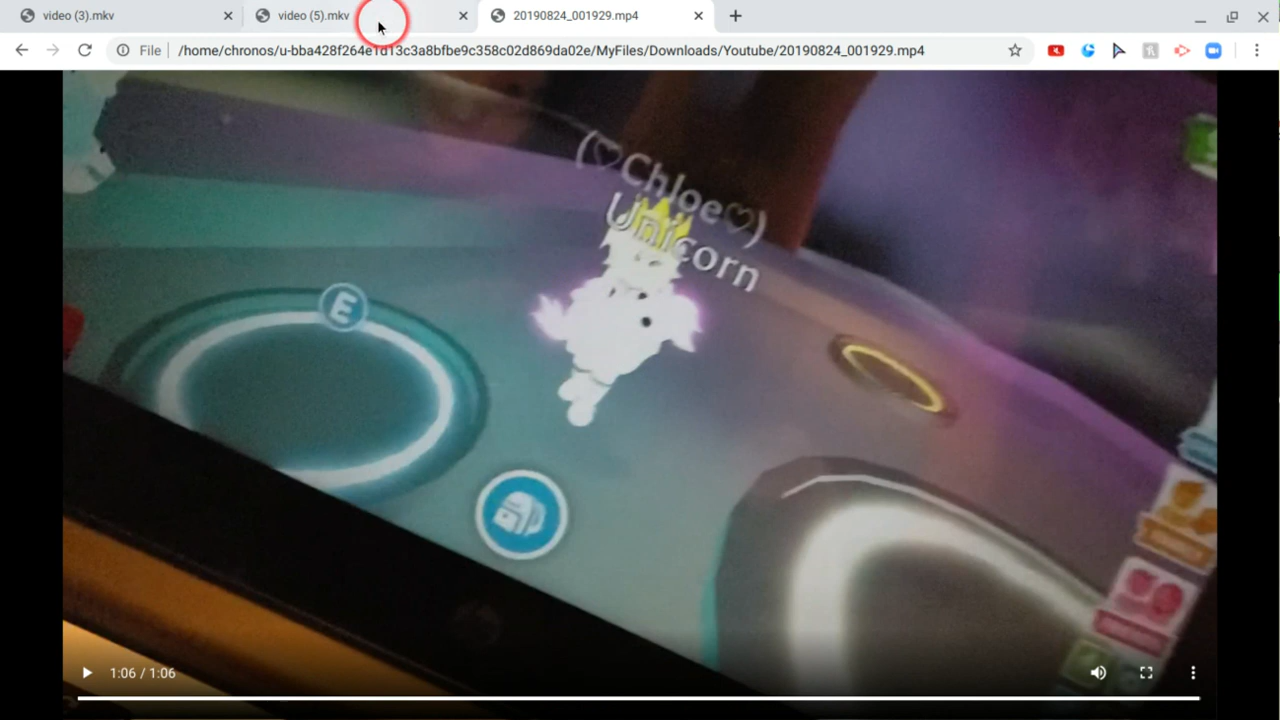 video (3).mkv
video (5).mkv
20190824_001929.mp4
File
/home/chronos/u-bba428f264e1d13c3a8bfbe9c358c02d869da02e/MyFiles/Downloads/Youtube/20190824_001929.mp4
(♡Chloe♡)
Unicorn
E
1:06 / 1:06